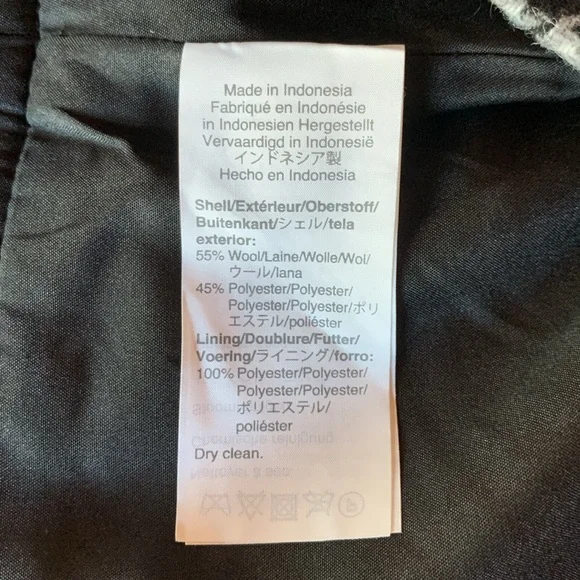 Made in Indonesia
Fabriqué en Indonésie
in Indonesien Hergestellt
Vervaardigd in Indonesië
インドネシア製
Hecho en Indonesia
Shell/Extérieur/Oberstoff/
Buitenkant/シェル/tela
exterior:
55% Wool/Laine/Wolle/Wol/
ウール/lana
45% Polyester/Polyester/
Polyester/Polyester/ポリ
エステル/poliéster
Lining/Doublure/Futter/
Voering/ライニング/forro:
100% Polyester/Polyester/
Polyester/Polyester/
ポリエステル/
poliéster
Dry clean.